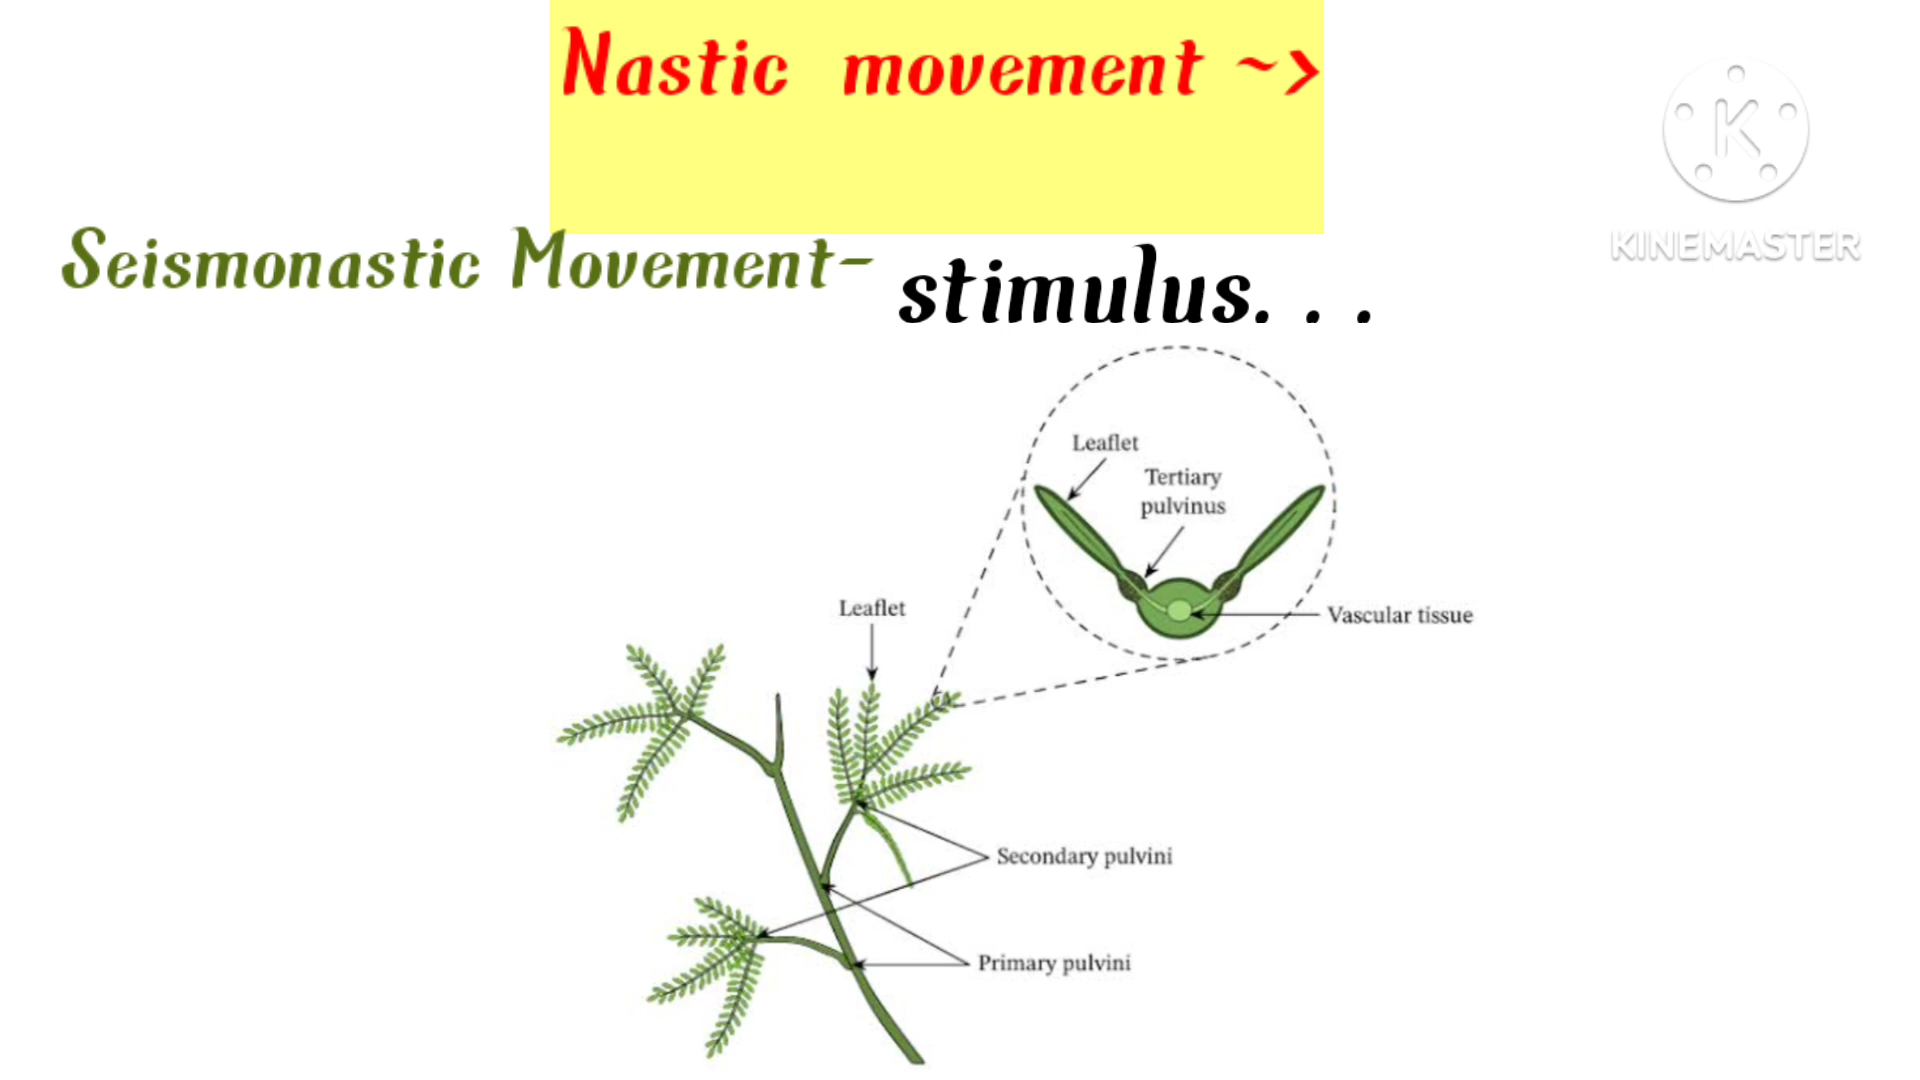 Nastic movement ~>
K
KINEMASTER
Seismonastic Movement-
stimulus. . .
Leaflet
Tertiary
pulvinus
Leaflet
Vascular tissue
Secondary pulvini
Primary pulvini